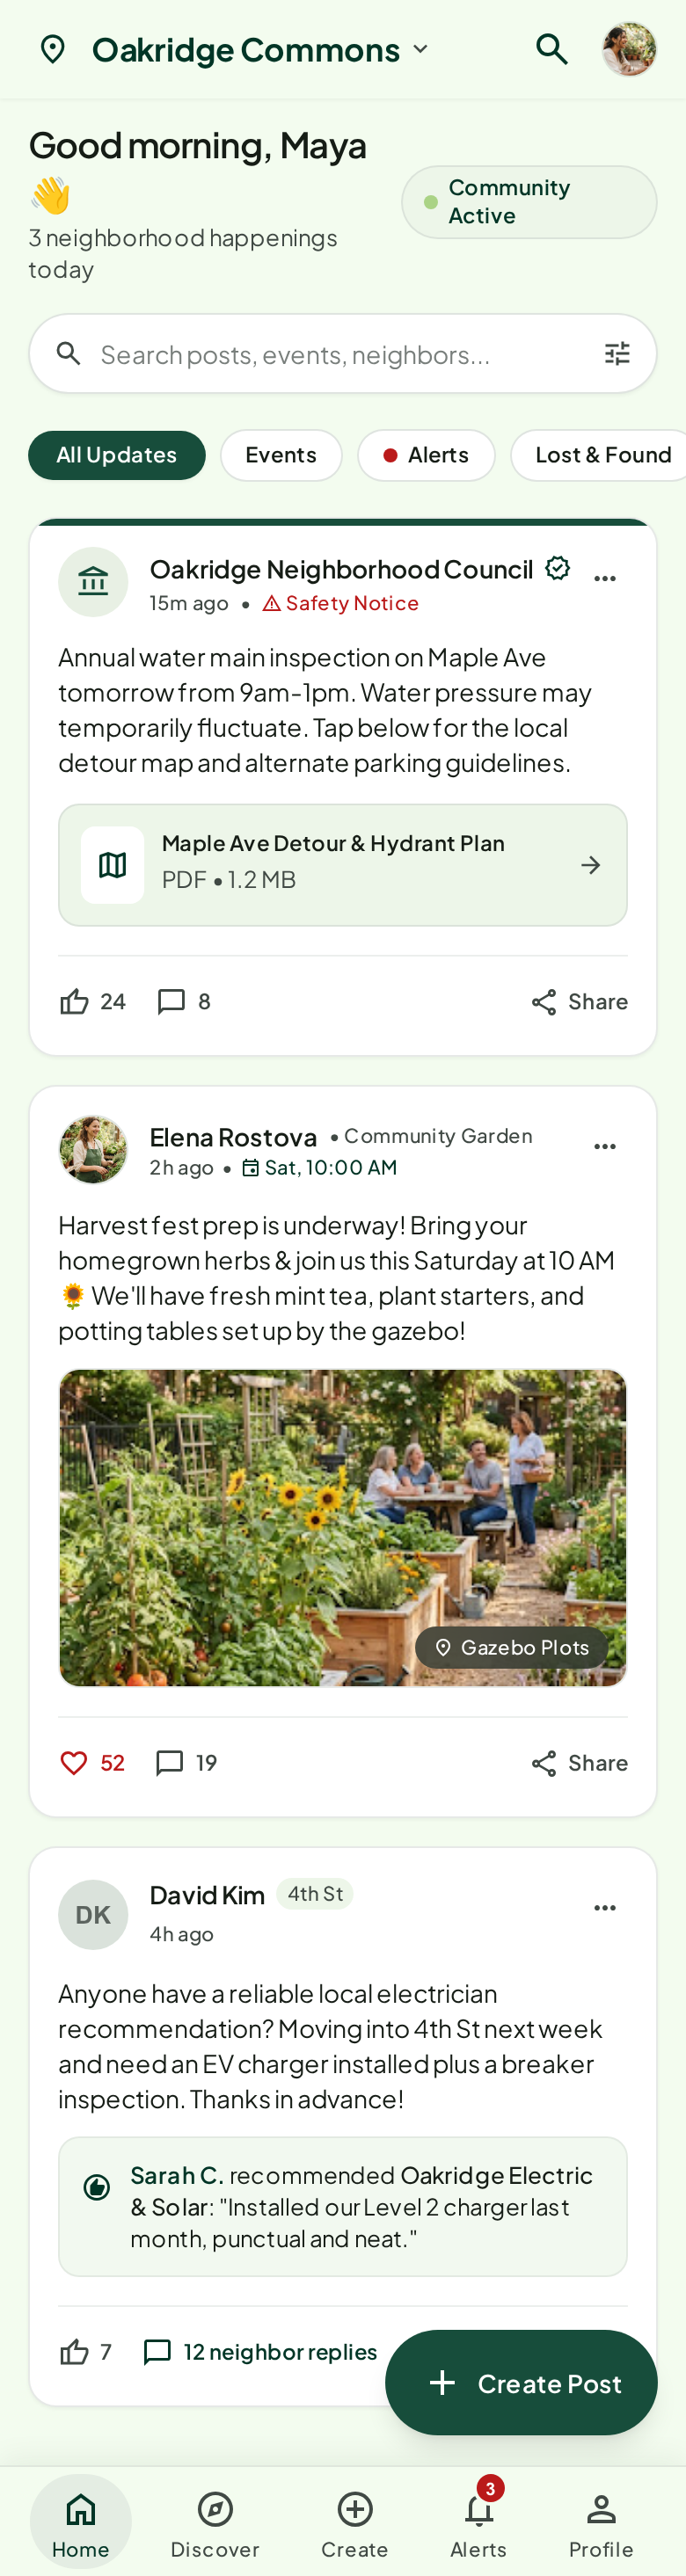 Oakridge Commons
Good morning, Maya
👋
3 neighborhood happenings
today
Community
Active
Search posts, events, neighbors...
All Updates
Events
Alerts
Lost & Found
Oakridge Neighborhood Council
15m ago • Safety Notice
Annual water main inspection on Maple Ave
tomorrow from 9am-1pm. Water pressure may
temporarily fluctuate. Tap below for the local
detour map and alternate parking guidelines.
Maple Ave Detour & Hydrant Plan
PDF • 1.2 MB
24
8
Share
Elena Rostova • Community Garden
2h ago • Sat, 10:00 AM
Harvest fest prep is underway! Bring your
homegrown herbs & join us this Saturday at 10 AM
🌻 We'll have fresh mint tea, plant starters, and
potting tables set up by the gazebo!
Gazebo Plots
52
19
Share
DK
David Kim
4th St
4h ago
Anyone have a reliable local electrician
recommendation? Moving into 4th St next week
and need an EV charger installed plus a breaker
inspection. Thanks in advance!
Sarah C. recommended Oakridge Electric
& Solar: "Installed our Level 2 charger last
month, punctual and neat."
7
12 neighbor replies
Create Post
Home
Discover
Create
3
Alerts
Profile